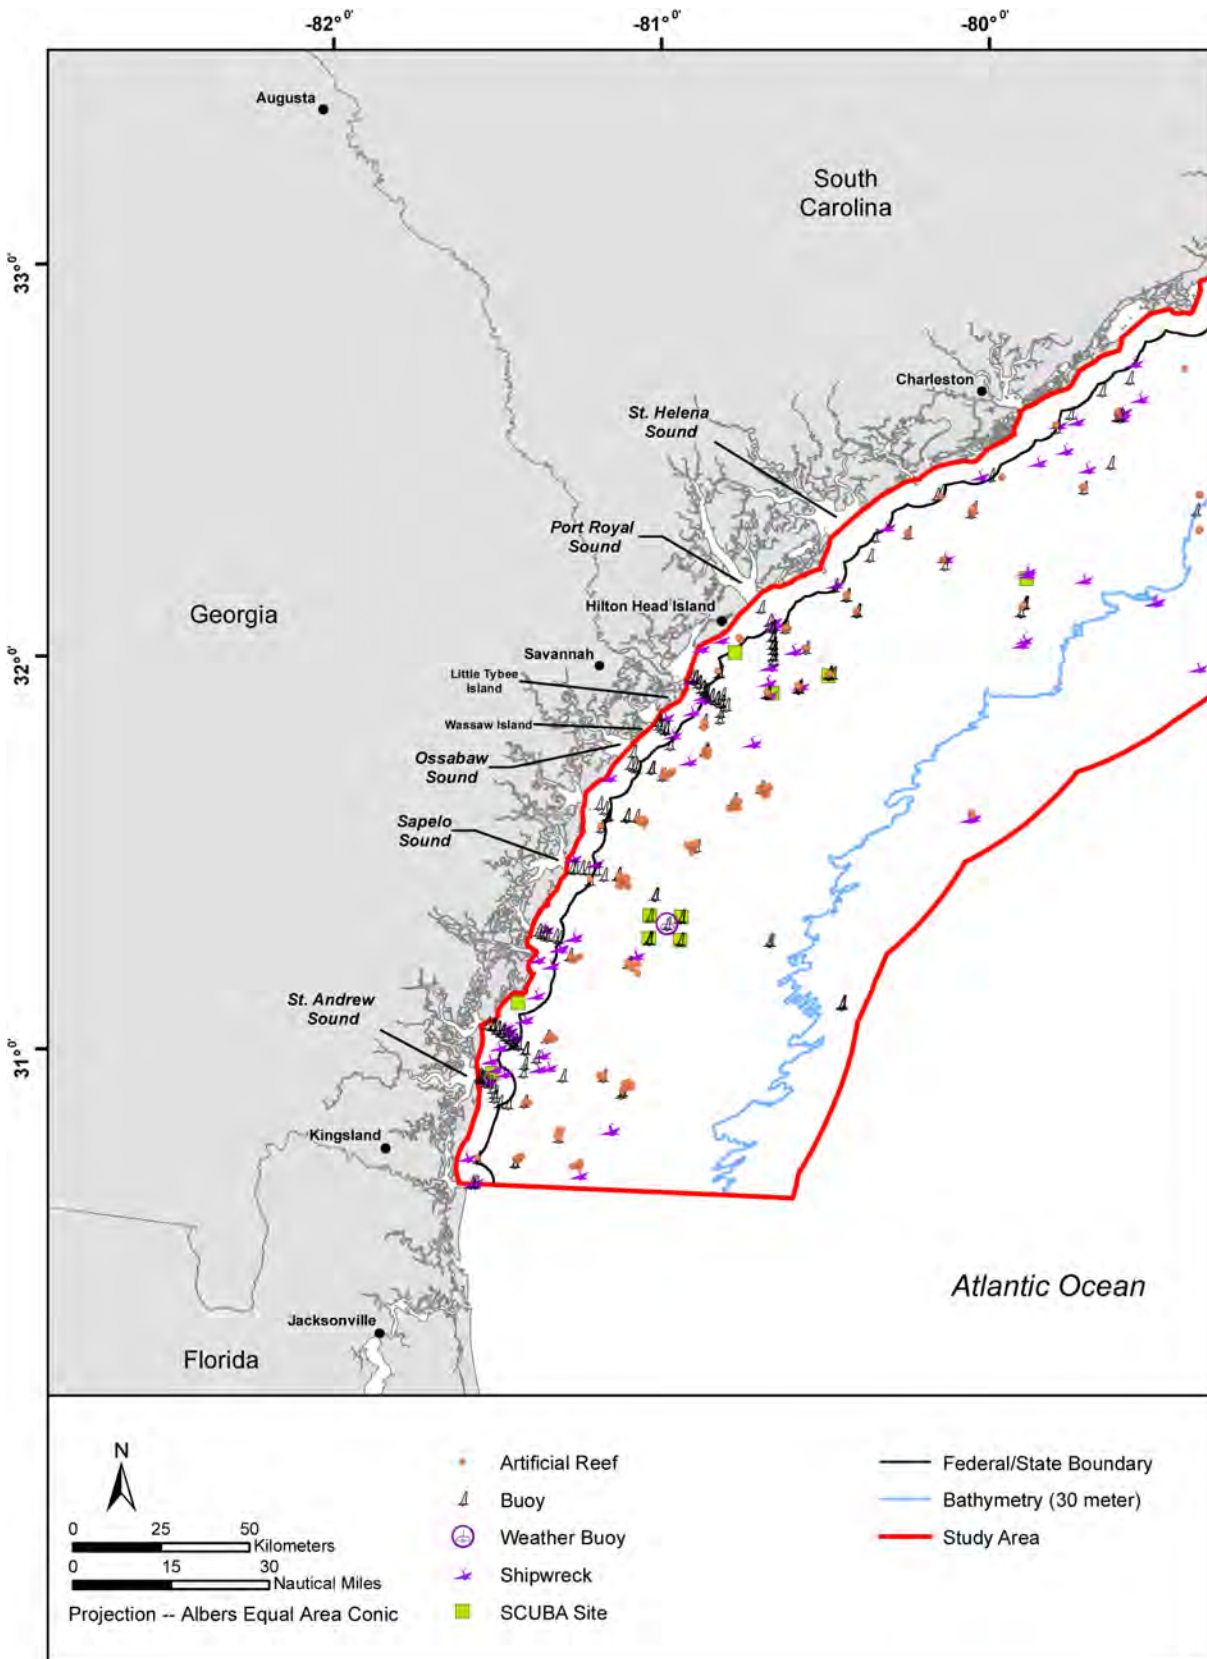 -82° 0'
-81° 0'
-80° 0'
Augusta
South
Carolina
33° 0'
Charleston
St. Helena
Sound
Port Royal
Sound
Hilton Head Island
Georgia
32° 0'
Savannah
Little Tybee
Island
Wassaw Island
Ossabaw
Sound
Sapelo
Sound
St. Andrew
Sound
31° 0'
Kingsland
Atlantic Ocean
Jacksonville
Florida
N
0 25 50
Kilometers
0 15 30
Nautical Miles
Projection -- Albers Equal Area Conic
Artificial Reef
Buoy
Weather Buoy
Shipwreck
SCUBA Site
Federal/State Boundary
Bathymetry (30 meter)
Study Area